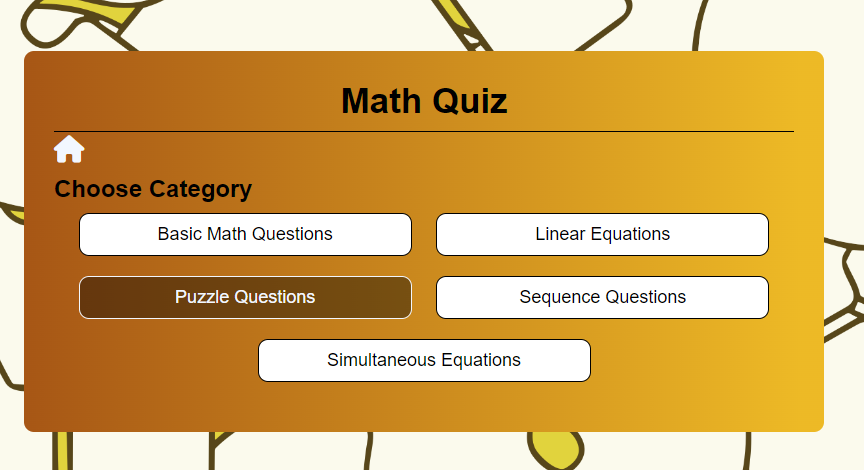 Math Quiz
Choose Category
Basic Math Questions
Linear Equations
Puzzle Questions
Sequence Questions
Simultaneous Equations